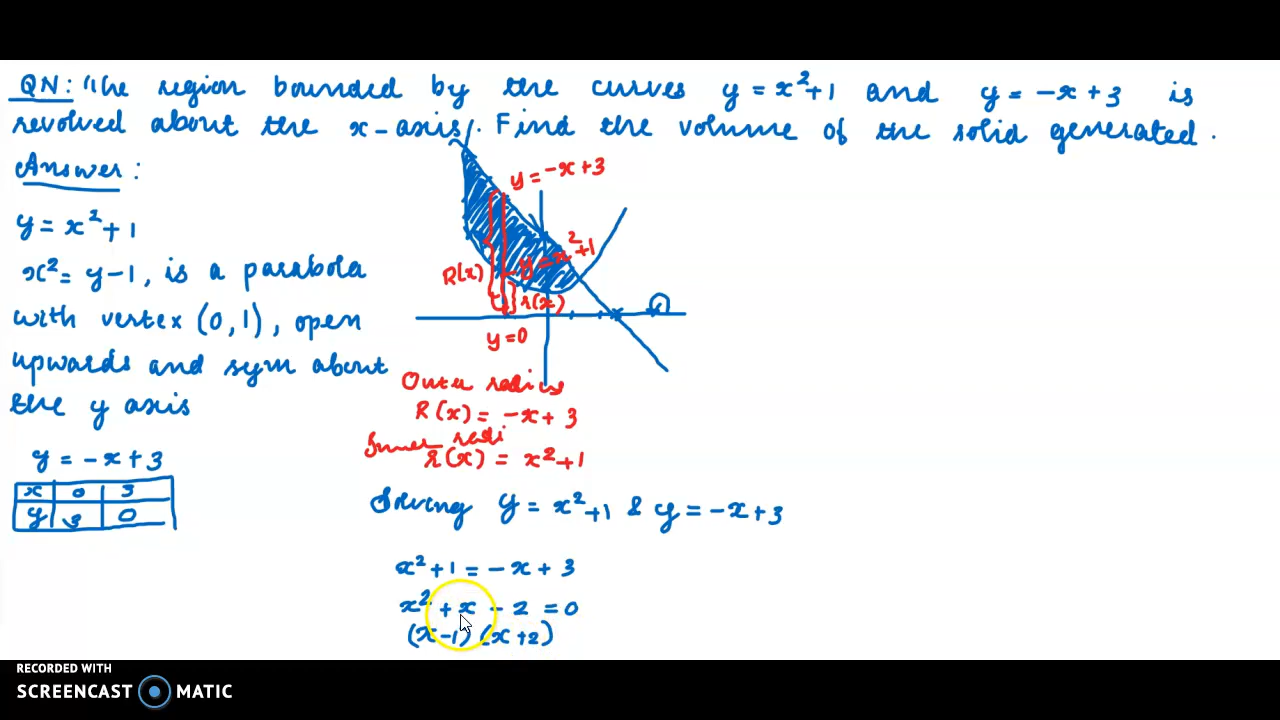 QN: The region bounded by the curves y = x²+1 and y = -x+3 is
revolved about the x-axis. Find the volume of the solid generated.
Answer:
y = x²+1
x² = y-1, is a parabola
with vertex (0,1), open
upwards and sym about
the y axis
y = -x+3
x 0 3
y 3 0
y = -x+3
y = x²+1
R(x)
r(x)
y=0
Outer radius
R(x) = -x+3
Inner radi
r(x) = x²+1
Solving y = x²+1 & y = -x+3
x²+1 = -x+3
x²+x-2 = 0
(x-1)(x+2)
RECORDED WITH
SCREENCAST MATIC